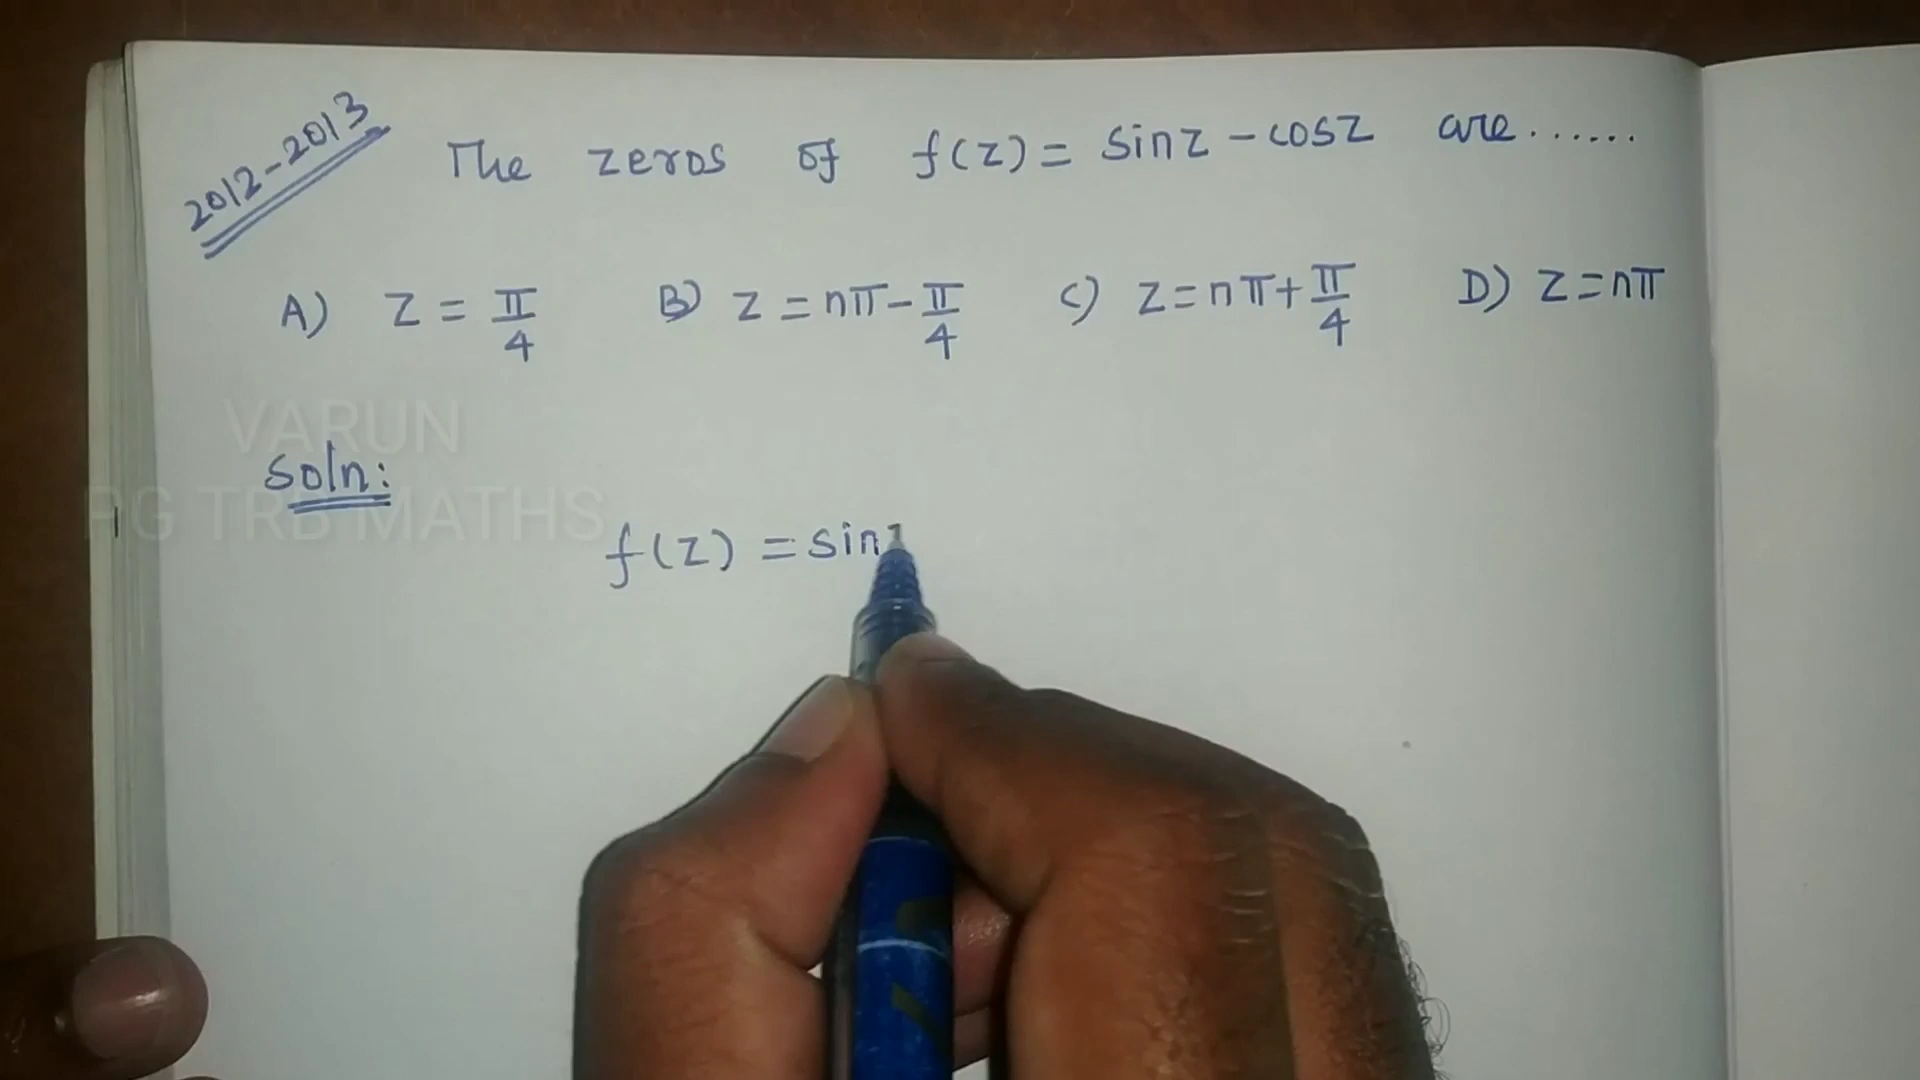 2012-2013
The zeros of f(z) = sinz - cosz are......
A) z = π/4 B) z = nπ - π/4 C) z = nπ + π/4 D) z = nπ
VARUN
Soln:
PG TRB MATHS
f(z) = sinz